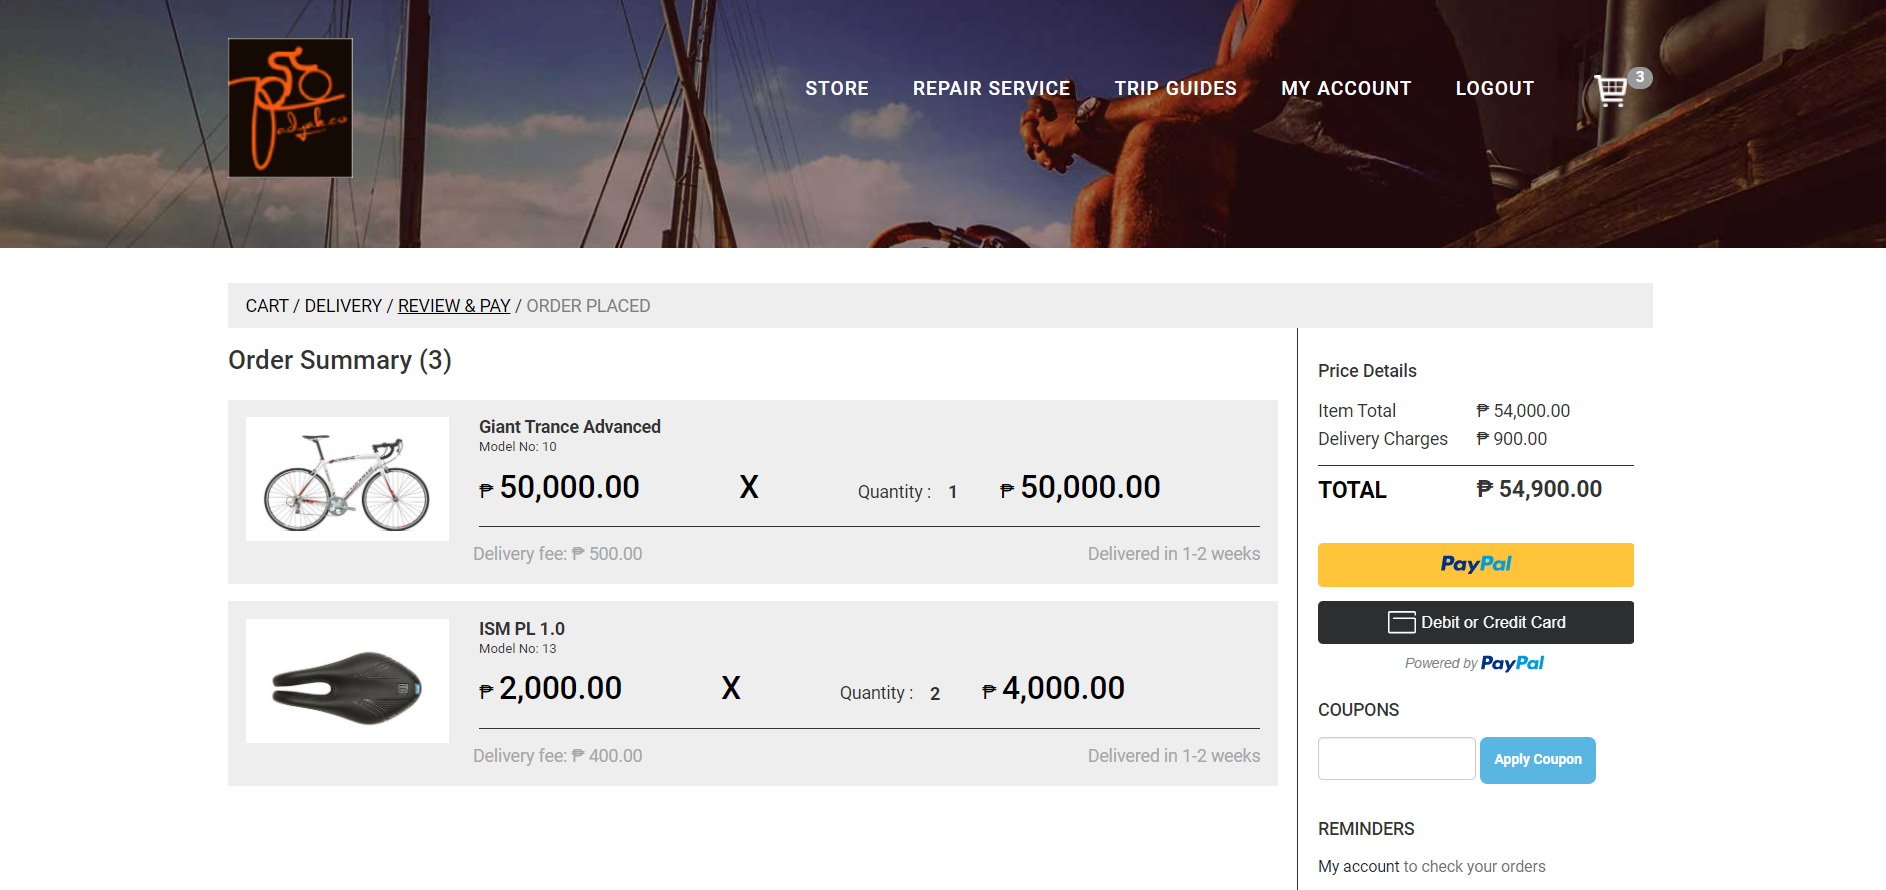 Padyak.co
STORE REPAIR SERVICE TRIP GUIDES MY ACCOUNT LOGOUT 3
CART / DELIVERY / REVIEW & PAY / ORDER PLACED
Order Summary (3)
Giant Trance Advanced
Model No: 10
₱ 50,000.00 X Quantity : 1 ₱ 50,000.00
Delivery fee: ₱ 500.00 Delivered in 1-2 weeks
ISM PL 1.0
Model No: 13
₱ 2,000.00 X Quantity : 2 ₱ 4,000.00
Delivery fee: ₱ 400.00 Delivered in 1-2 weeks
Price Details
Item Total ₱ 54,000.00
Delivery Charges ₱ 900.00
TOTAL ₱ 54,900.00
PayPal
Debit or Credit Card
Powered by PayPal
COUPONS
Apply Coupon
REMINDERS
My account to check your orders